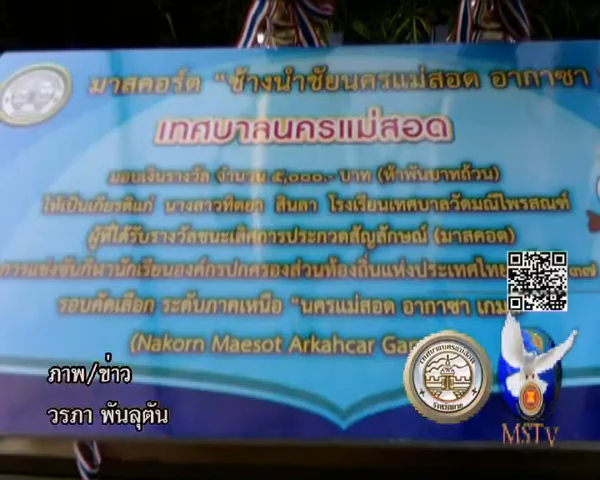 มาสคอร์ต "ช้างนำชัยนครแม่สอด อากาซา
เทศบาลนครแม่สอด
มอบเงินรางวัล จำนวน ๕,๐๐๐.- บาท (ห้าพันบาทถ้วน)
ให้เป็นเกียรติแก่ นางสาวทิตยา สินลา โรงเรียนเทศบาลวัดมณีไพรสณฑ์
ผู้ที่ได้รับรางวัลชนะเลิศการประกวดสัญลักษณ์ (มาสคอต)
การแข่งขันกีฬานักเรียนองค์กรปกครองส่วนท้องถิ่นแห่งประเทศไทย ๓๗
รอบคัดเลือก ระดับภาคเหนือ "นครแม่สอด อากาซา เกม
(Nakorn Maesot Arkahcar Gam
ภาพ/ข่าว
วรภา พันลุตัน
MSTV